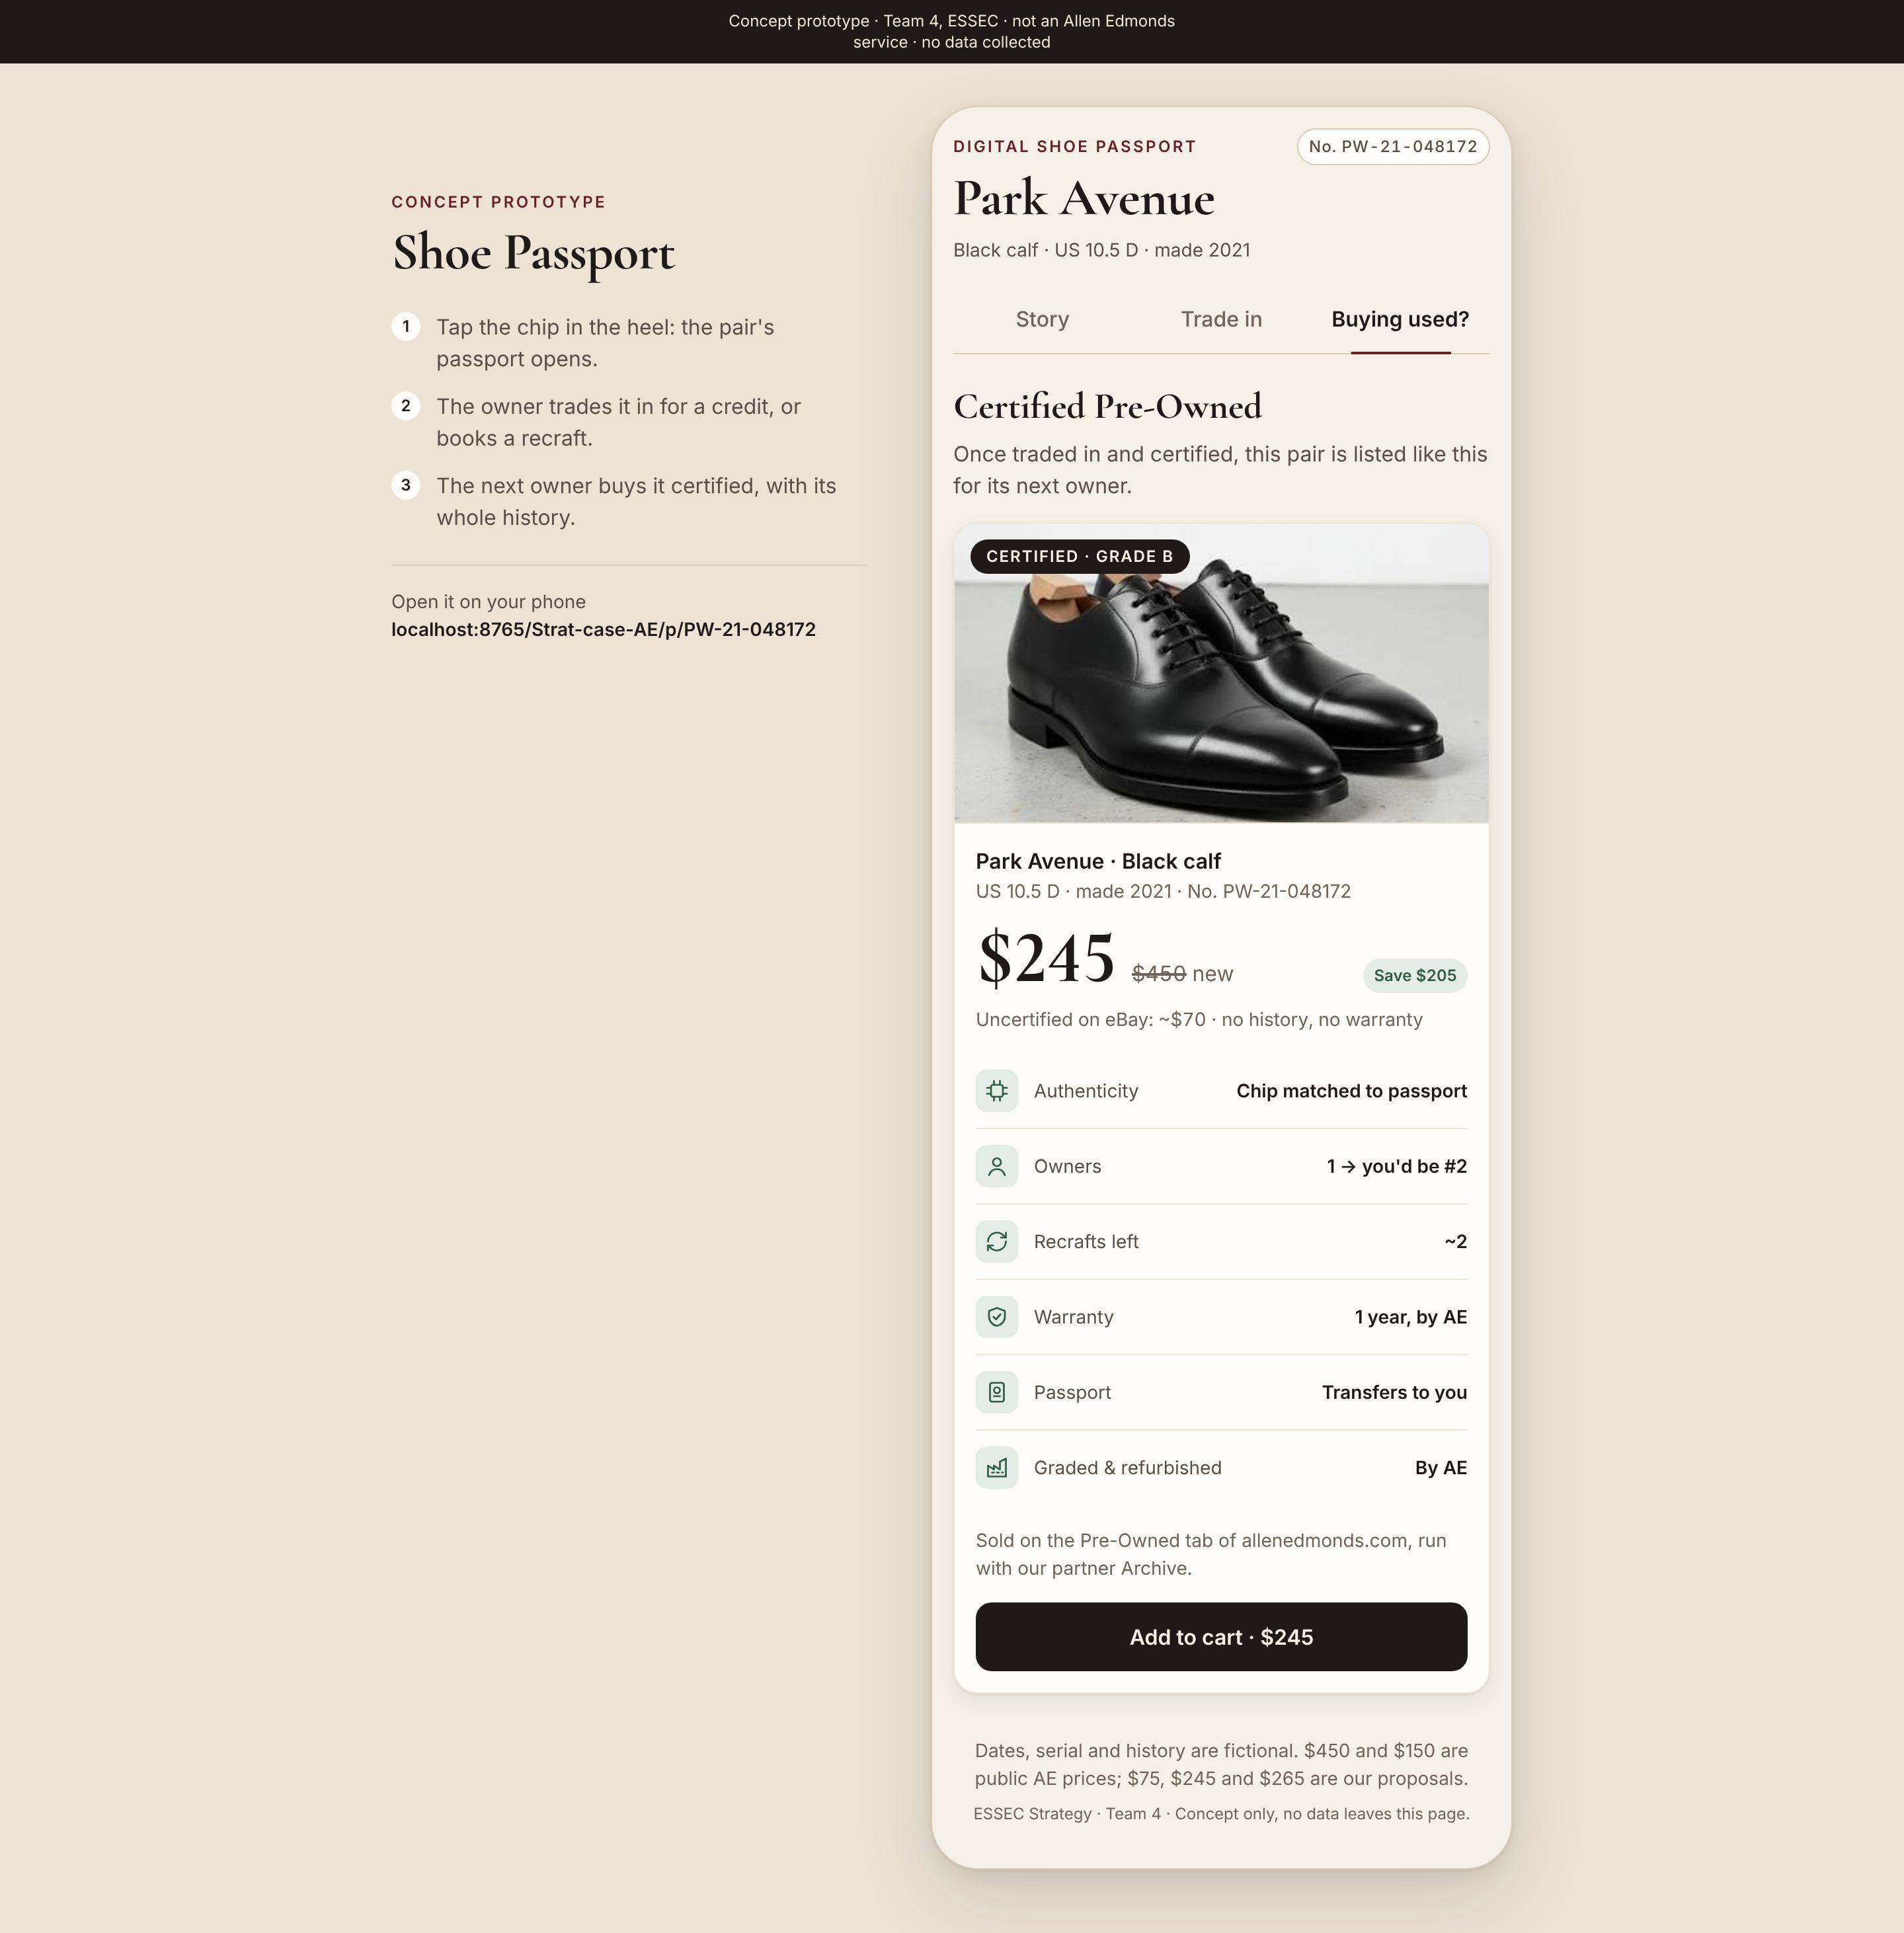 Concept prototype · Team 4, ESSEC · not an Allen Edmonds
service · no data collected
CONCEPT PROTOTYPE
Shoe Passport
1 Tap the chip in the heel: the pair's
passport opens.
2 The owner trades it in for a credit, or
books a recraft.
3 The next owner buys it certified, with its
whole history.
Open it on your phone
localhost:8765/Strat-case-AE/p/PW-21-048172
DIGITAL SHOE PASSPORT
No. PW-21-048172
Park Avenue
Black calf · US 10.5 D · made 2021
Story Trade in Buying used?
Certified Pre-Owned
Once traded in and certified, this pair is listed like this
for its next owner.
CERTIFIED · GRADE B
Park Avenue · Black calf
US 10.5 D · made 2021 · No. PW-21-048172
$245 $450 new Save $205
Uncertified on eBay: ~$70 · no history, no warranty
Authenticity Chip matched to passport
Owners 1 → you'd be #2
Recrafts left ~2
Warranty 1 year, by AE
Passport Transfers to you
Graded & refurbished By AE
Sold on the Pre-Owned tab of allenedmonds.com, run
with our partner Archive.
Add to cart · $245
Dates, serial and history are fictional. $450 and $150 are
public AE prices; $75, $245 and $265 are our proposals.
ESSEC Strategy · Team 4 · Concept only, no data leaves this page.